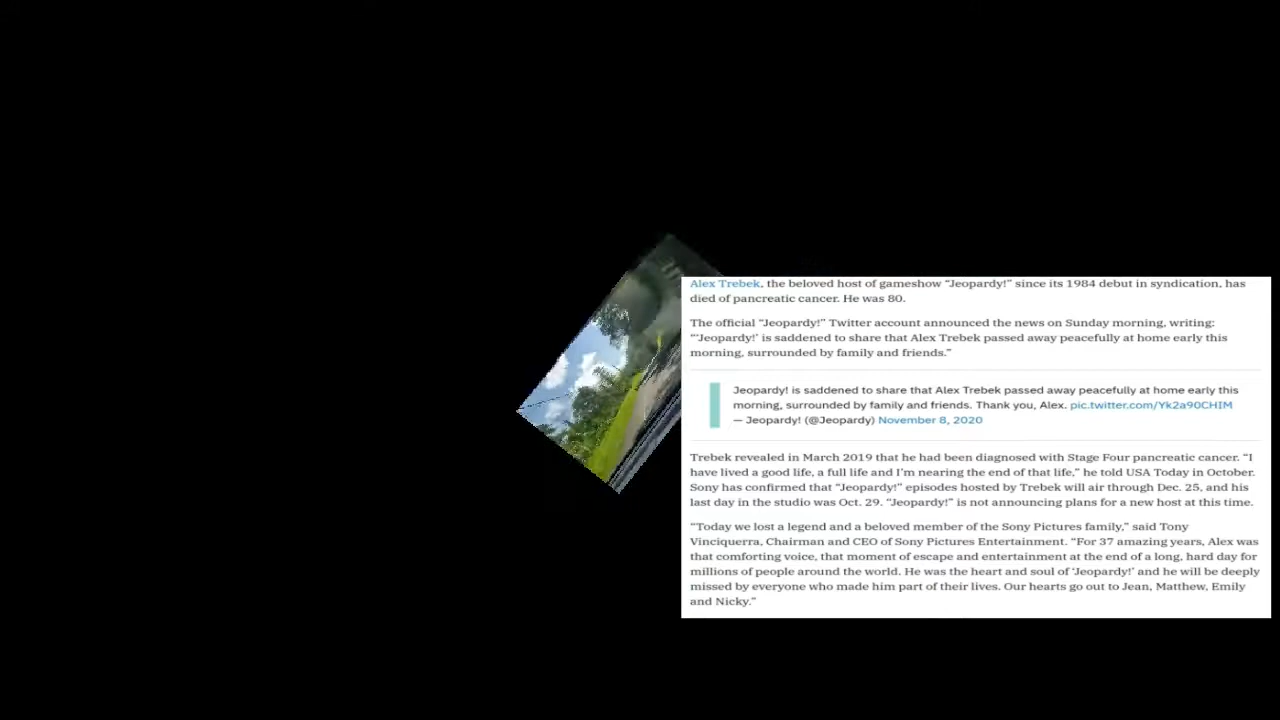 Alex Trebek, the beloved host of gameshow “Jeopardy!” since its 1984 debut in syndication, has
died of pancreatic cancer. He was 80.
The official “Jeopardy!” Twitter account announced the news on Sunday morning, writing:
“‘Jeopardy!’ is saddened to share that Alex Trebek passed away peacefully at home early this
morning, surrounded by family and friends.”
Jeopardy! is saddened to share that Alex Trebek passed away peacefully at home early this
morning, surrounded by family and friends. Thank you, Alex. pic.twitter.com/Yk2a90CHIM
— Jeopardy! (@Jeopardy) November 8, 2020
Trebek revealed in March 2019 that he had been diagnosed with Stage Four pancreatic cancer. “I
have lived a good life, a full life and I’m nearing the end of that life,” he told USA Today in October.
Sony has confirmed that “Jeopardy!” episodes hosted by Trebek will air through Dec. 25, and his
last day in the studio was Oct. 29. “Jeopardy!” is not announcing plans for a new host at this time.
“Today we lost a legend and a beloved member of the Sony Pictures family,” said Tony
Vinciquerra, Chairman and CEO of Sony Pictures Entertainment. “For 37 amazing years, Alex was
that comforting voice, that moment of escape and entertainment at the end of a long, hard day for
millions of people around the world. He was the heart and soul of ‘Jeopardy!’ and he will be deeply
missed by everyone who made him part of their lives. Our hearts go out to Jean, Matthew, Emily
and Nicky.”